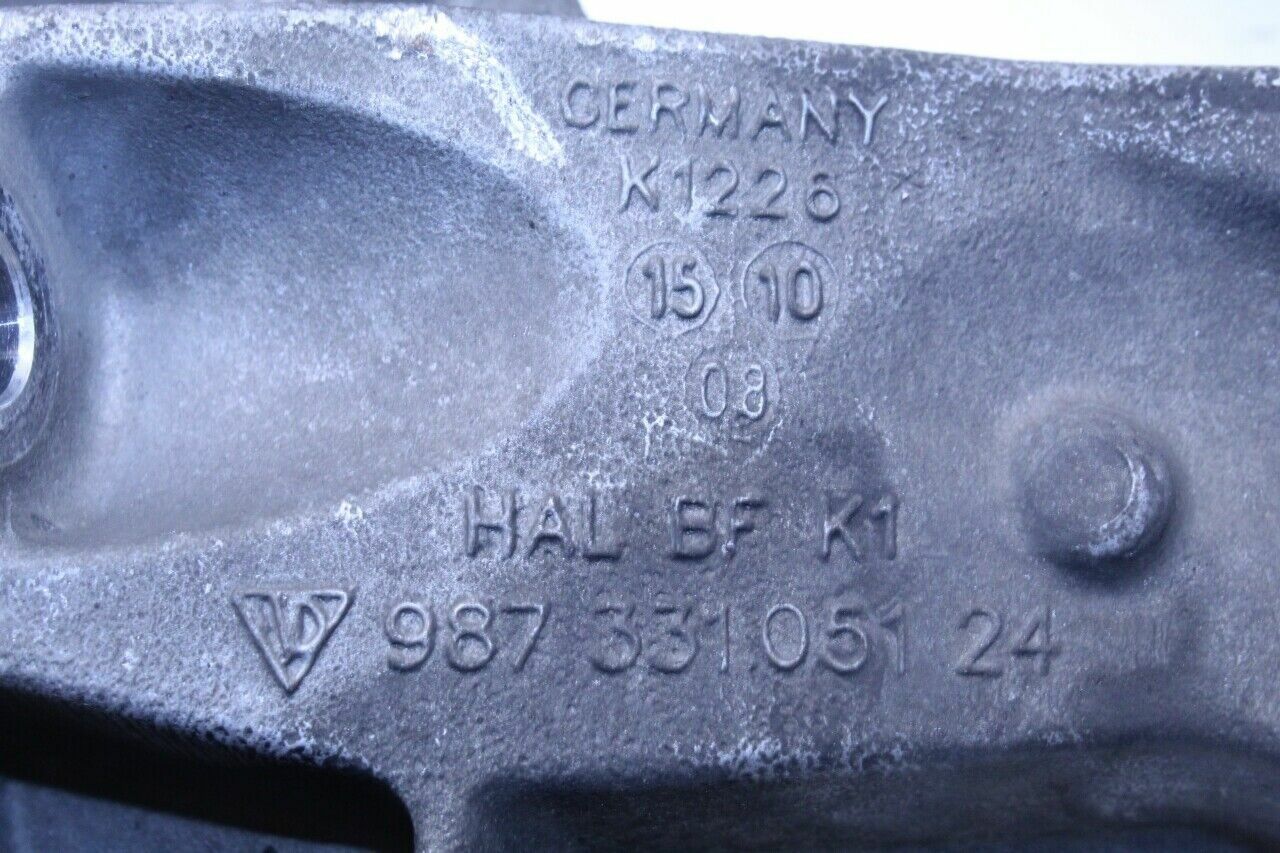 GERMANY
K1226
15 10
08
HAL BF K1
987 331.051 24